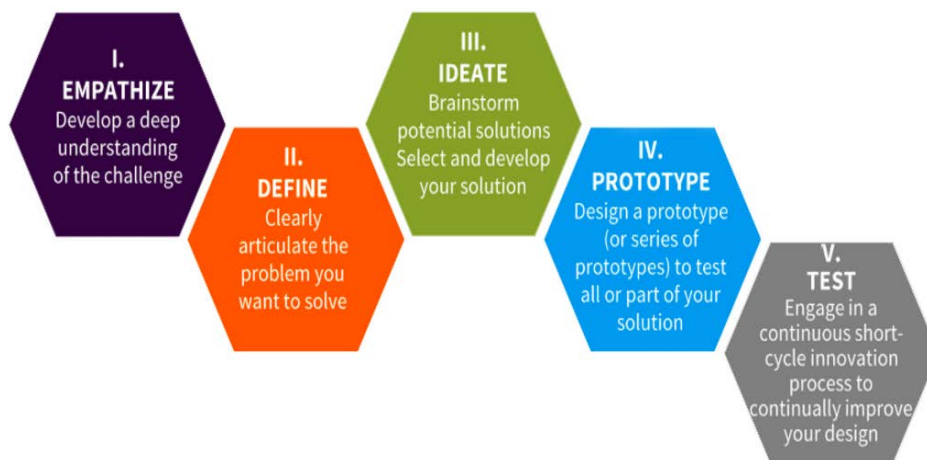 I.
EMPATHIZE
Develop a deep
understanding
of the challenge
II.
DEFINE
Clearly
articulate the
problem you
want to solve
III.
IDEATE
Brainstorm
potential solutions
Select and develop
your solution
IV.
PROTOTYPE
Design a prototype
(or series of
prototypes) to test
all or part of your
solution
V.
TEST
Engage in a
continuous short-
cycle innovation
process to
continually improve
your design